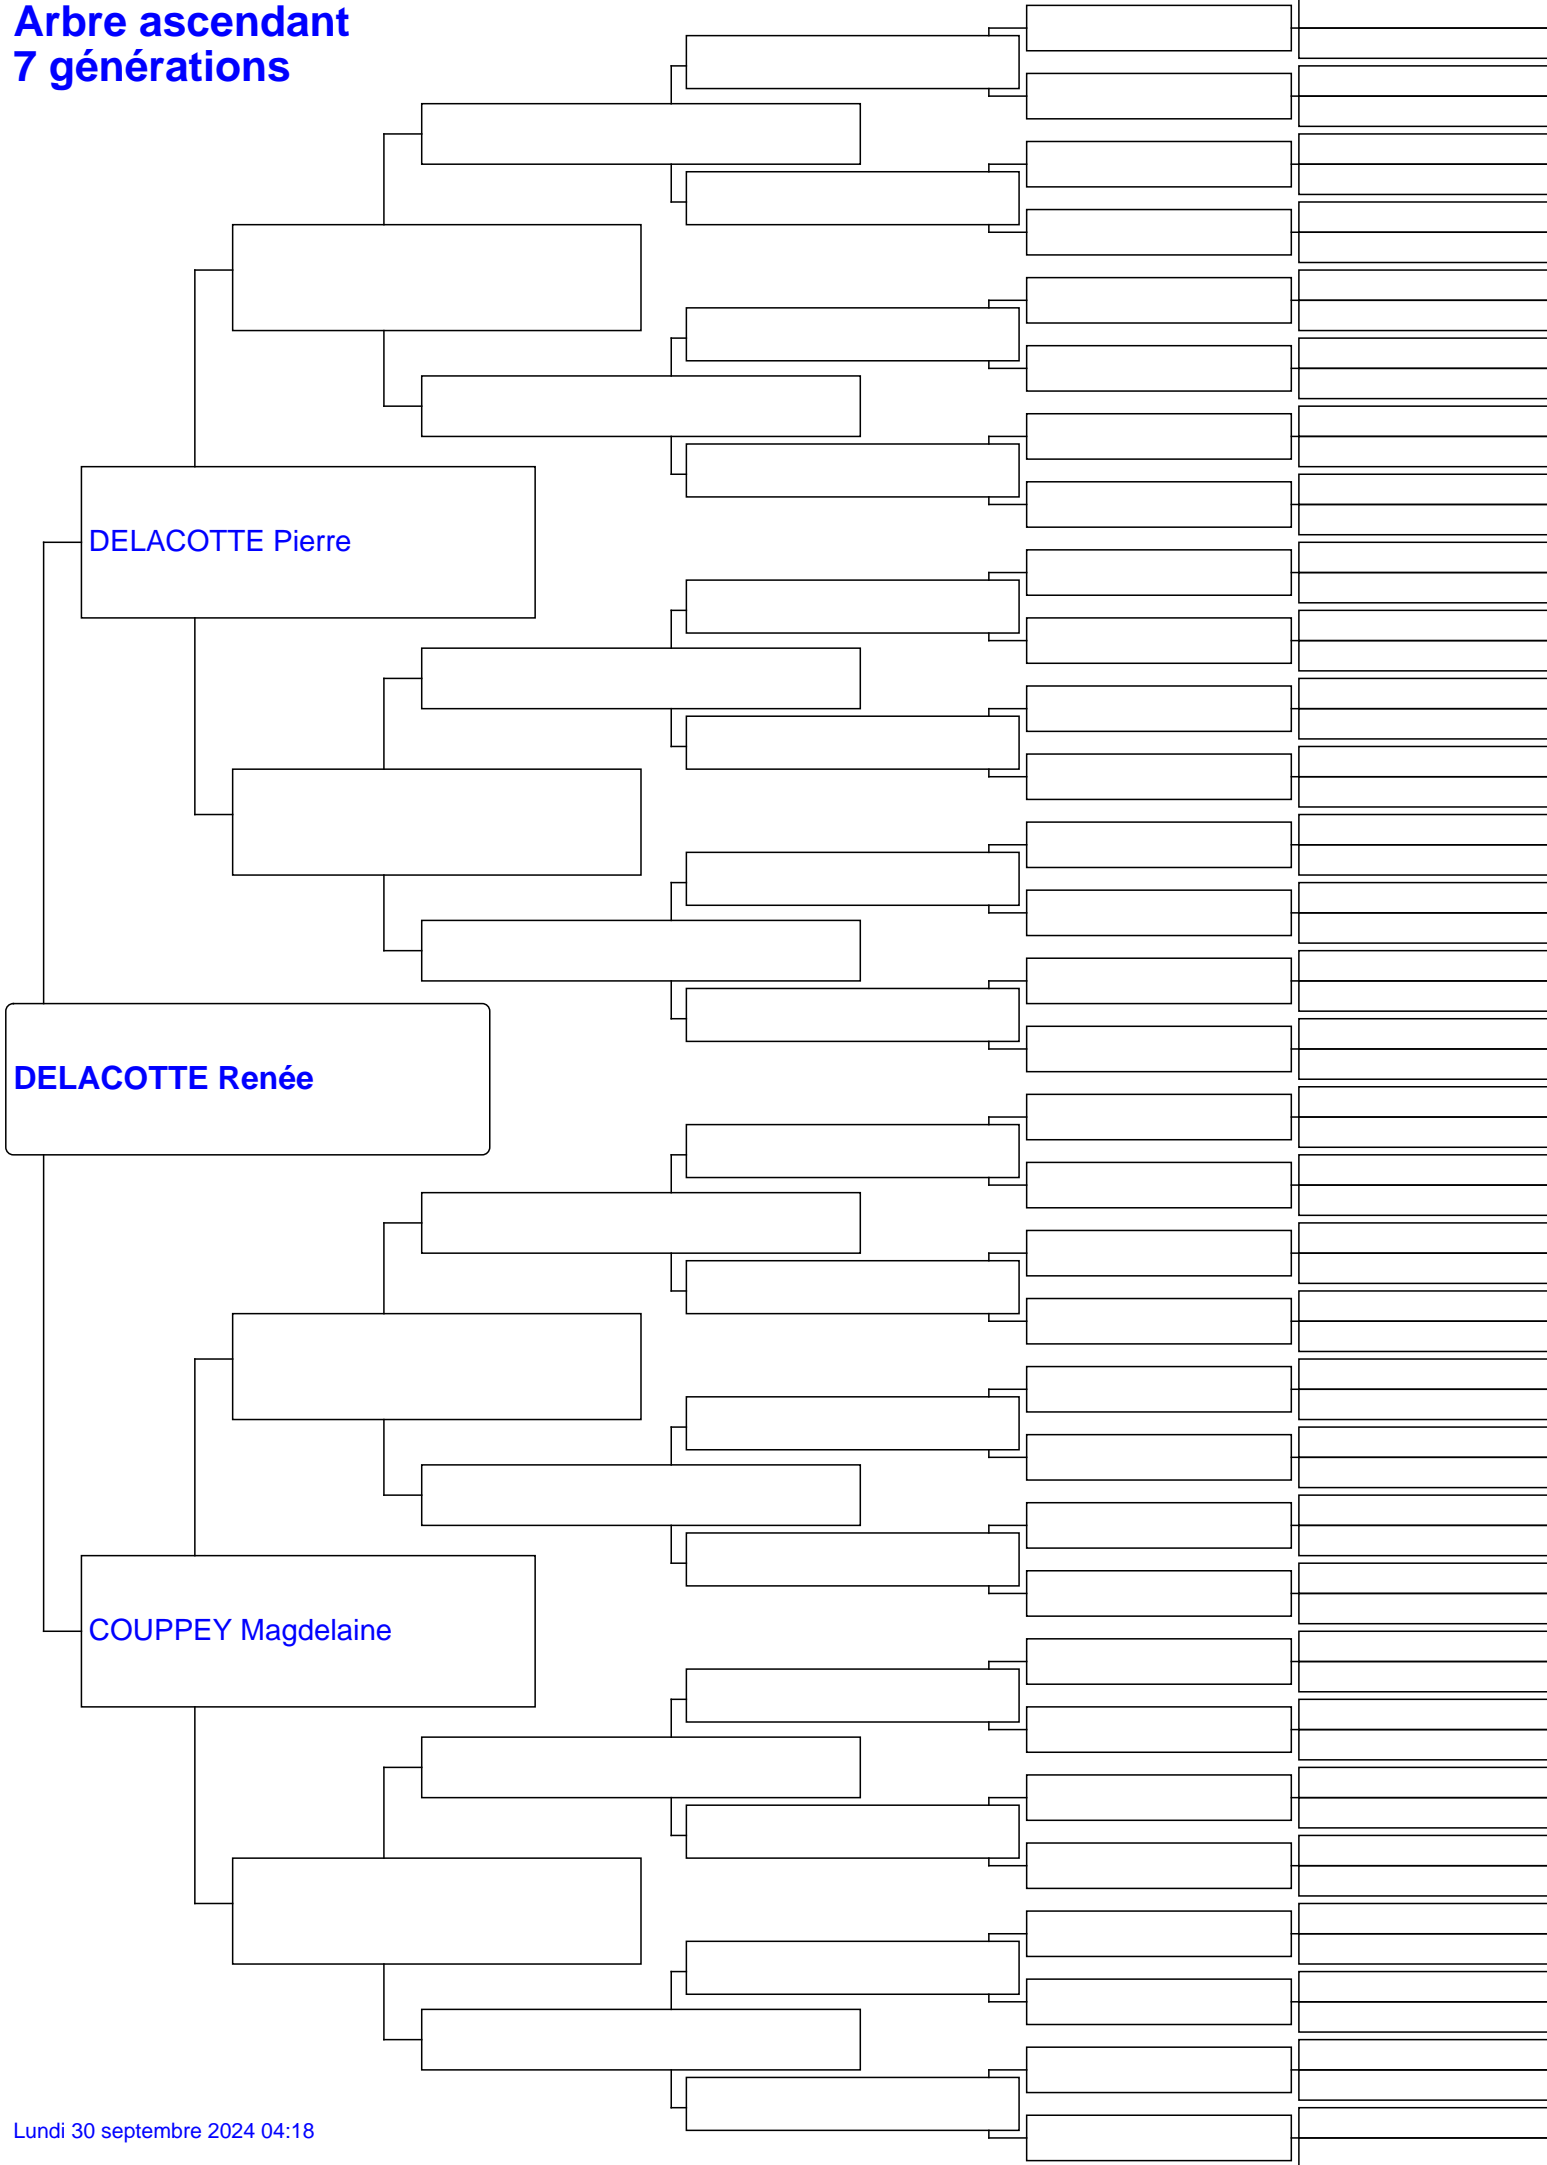 Arbre ascendant
7 générations
DELACOTTE Pierre
DELACOTTE Renée
COUPPEY Magdelaine
Lundi 30 septembre 2024 04:18